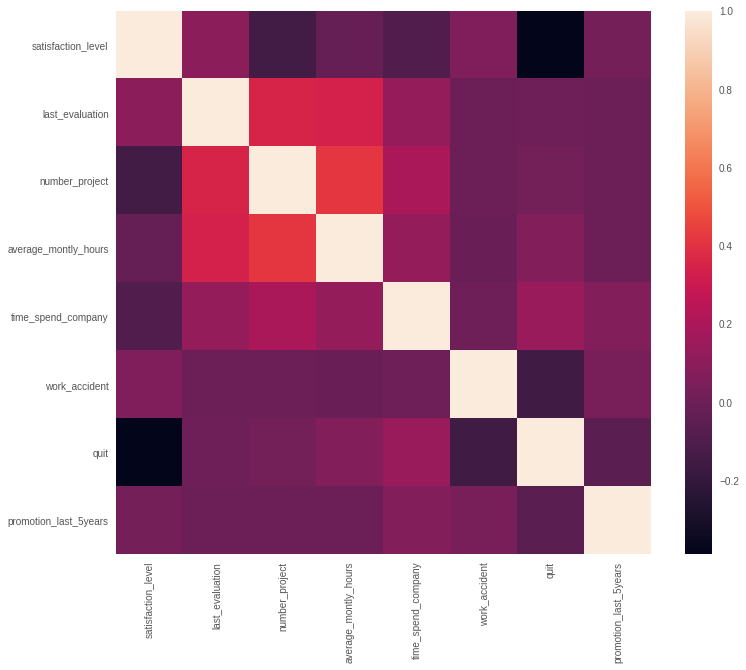 satisfaction_level
last_evaluation
number_project
average_montly_hours
time_spend_company
work_accident
quit
promotion_last_5years
satisfaction_level
last_evaluation
number_project
average_montly_hours
time_spend_company
work_accident
quit
promotion_last_5years
1.0
0.8
0.6
0.4
0.2
0.0
−0.2